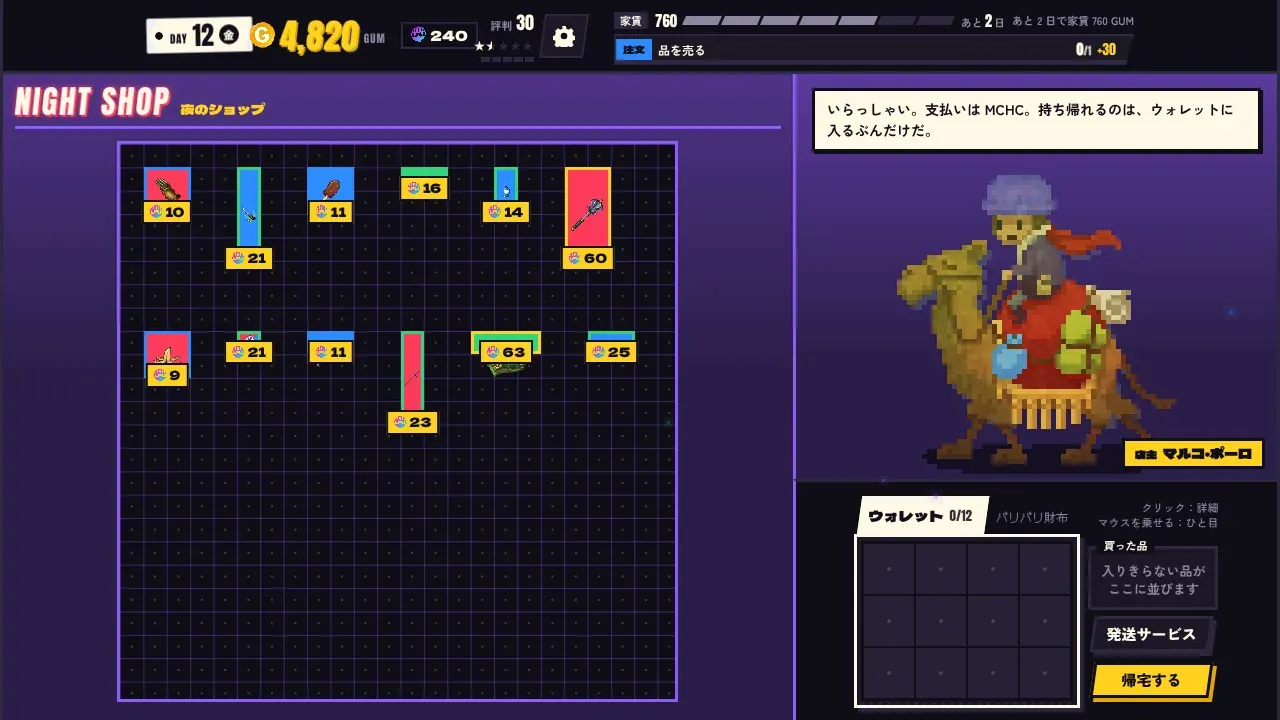 DAY 12 金
G 4,820 GUM
240
評判 30
家賃 760 あと2日 あと2日で家賃 760 GUM
注文 品を売る 0/1 +30
NIGHT SHOP 夜のショップ
いらっしゃい。支払いは MCHC。持ち帰れるのは、ウォレットに
入るぶんだけだ。
10
21
11
16
14
60
9
21
11
23
63
25
店主 マルコ・ポーロ
ウォレット 0/12 バリバリ財布
クリック：詳細
マウスを乗せる：ひと目
買った品
入りきらない品が
ここに並びます
発送サービス
帰宅する